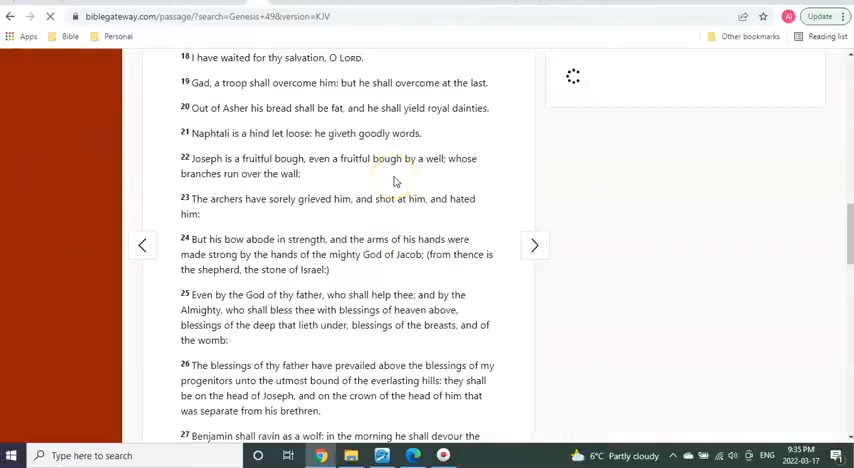 biblegateway.com/passage/?search=Genesis+49&version=KJV
AI
Update
Apps
Bible
Other bookmarks
Reading list
18 I have waited for thy salvation, O LORD.
19 Gad, a troop shall overcome him: but he shall overcome at the last.
20 Out of Asher his bread shall be fat, and he shall yield royal dainties.
21 Naphtali is a hind let loose: he giveth goodly words.
22 Joseph is a fruitful bough, even a fruitful bough by a well; whose
branches run over the wall:
23 The archers have sorely grieved him, and shot at him, and hated
him:
24 But his bow abode in strength, and the arms of his hands were
made strong by the hands of the mighty God of Jacob; (from thence is
the shepherd, the stone of Israel:)
25 Even by the God of thy father, who shall help thee; and by the
Almighty, who shall bless thee with blessings of heaven above,
blessings of the deep that lieth under, blessings of the breasts, and of
the womb:
26 The blessings of thy father have prevailed above the blessings of my
progenitors unto the utmost bound of the everlasting hills: they shall
be on the head of Joseph, and on the crown of the head of him that
was separate from his brethren.
27 Benjamin shall ravin as a wolf: in the morning he shall devour the
Type here to search
6°C Partly cloudy
ENG
9:35 PM
2022-03-17